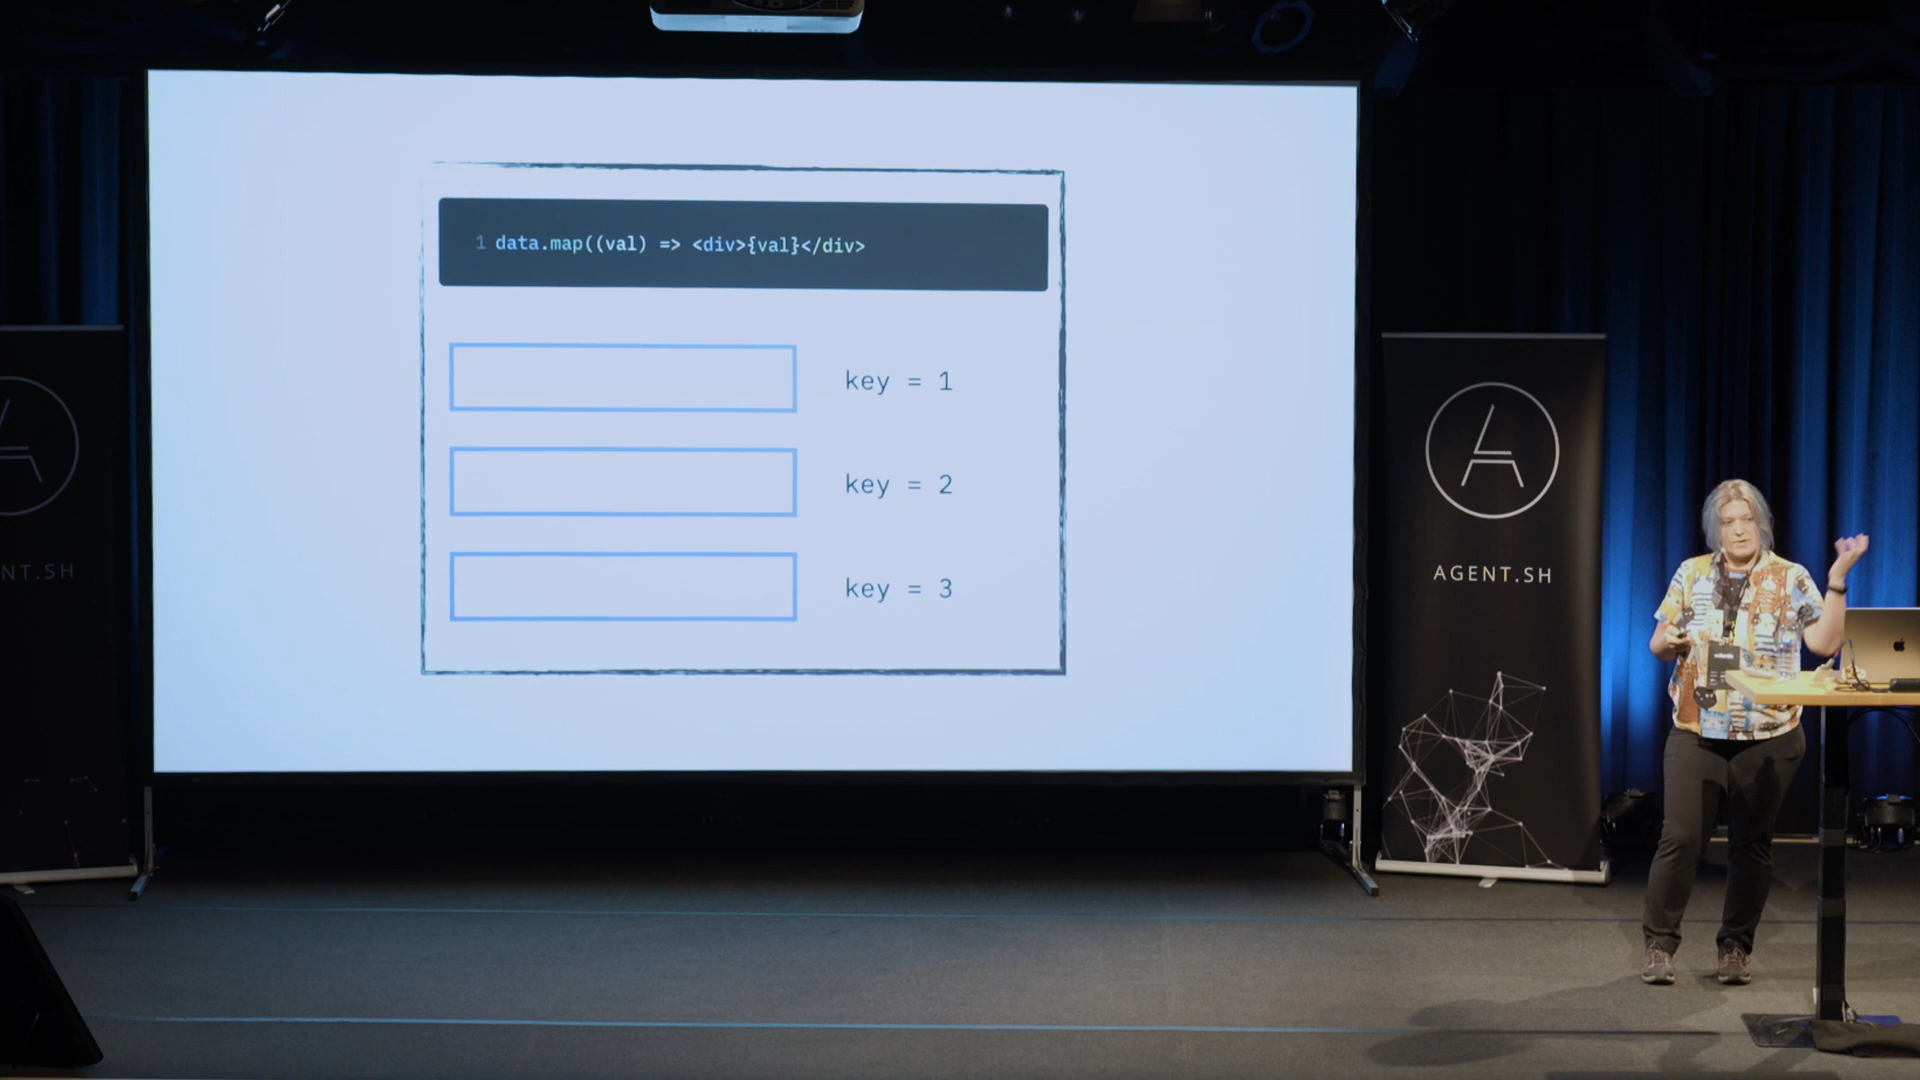 1 data.map((val) => <div>{val}</div>
key = 1
key = 2
key = 3
NT.SH
AGENT.SH